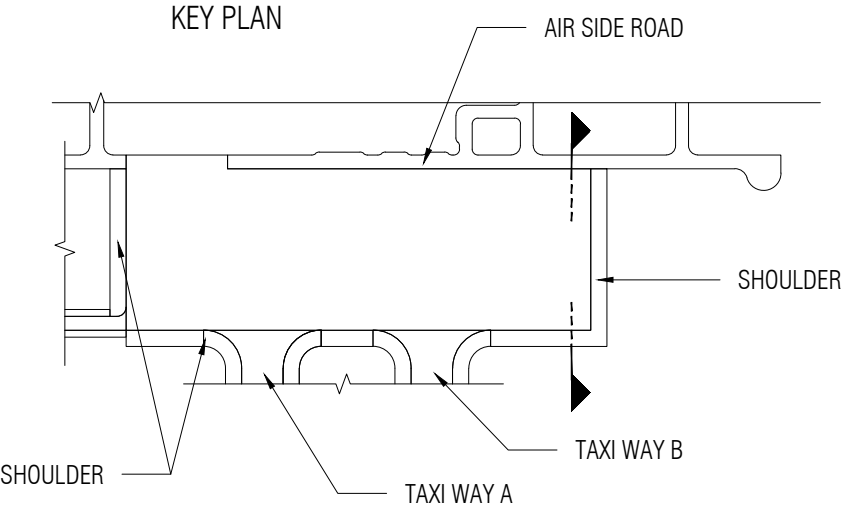 KEY PLAN
AIR SIDE ROAD
SHOULDER
TAXI WAY B
SHOULDER
TAXI WAY A